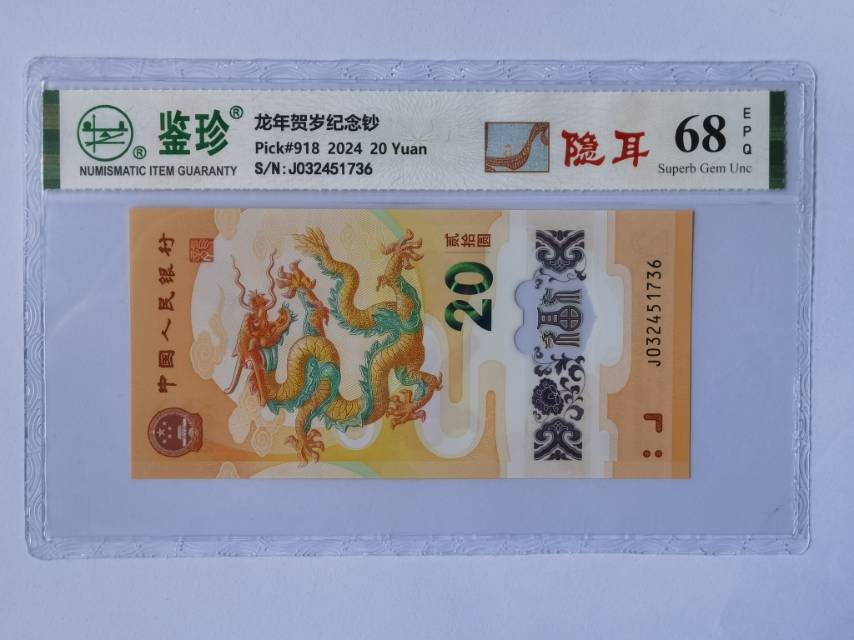 鉴珍®
®
NUMISMATIC ITEM GUARANTY
龙年贺岁纪念钞
Pick#918 2024 20 Yuan
S/N:J032451736
隐耳
68
EPQ
Superb Gem Unc
中国人民银行
贰拾圆
20
福
J032451736